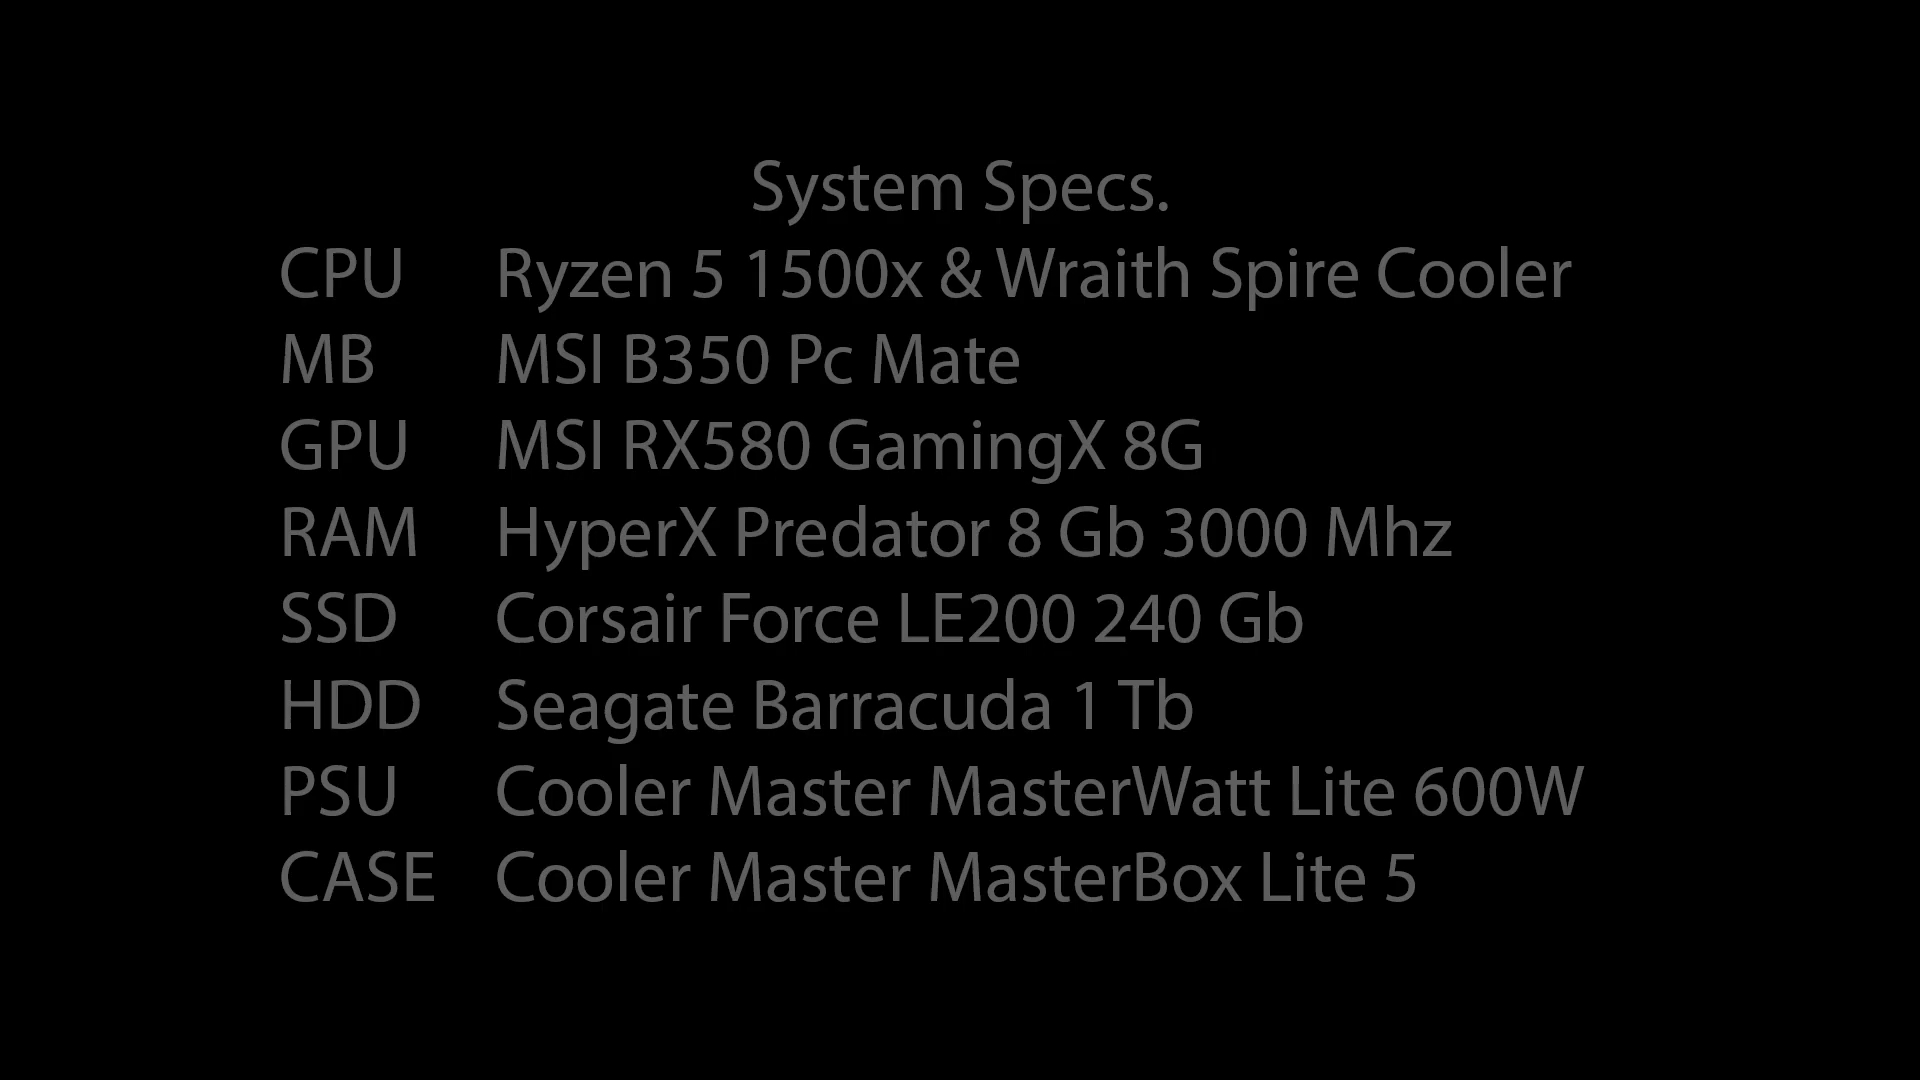 System Specs.
CPU Ryzen 5 1500x & Wraith Spire Cooler
MB MSI B350 Pc Mate
GPU MSI RX580 GamingX 8G
RAM HyperX Predator 8 Gb 3000 Mhz
SSD Corsair Force LE200 240 Gb
HDD Seagate Barracuda 1 Tb
PSU Cooler Master MasterWatt Lite 600W
CASE Cooler Master MasterBox Lite 5